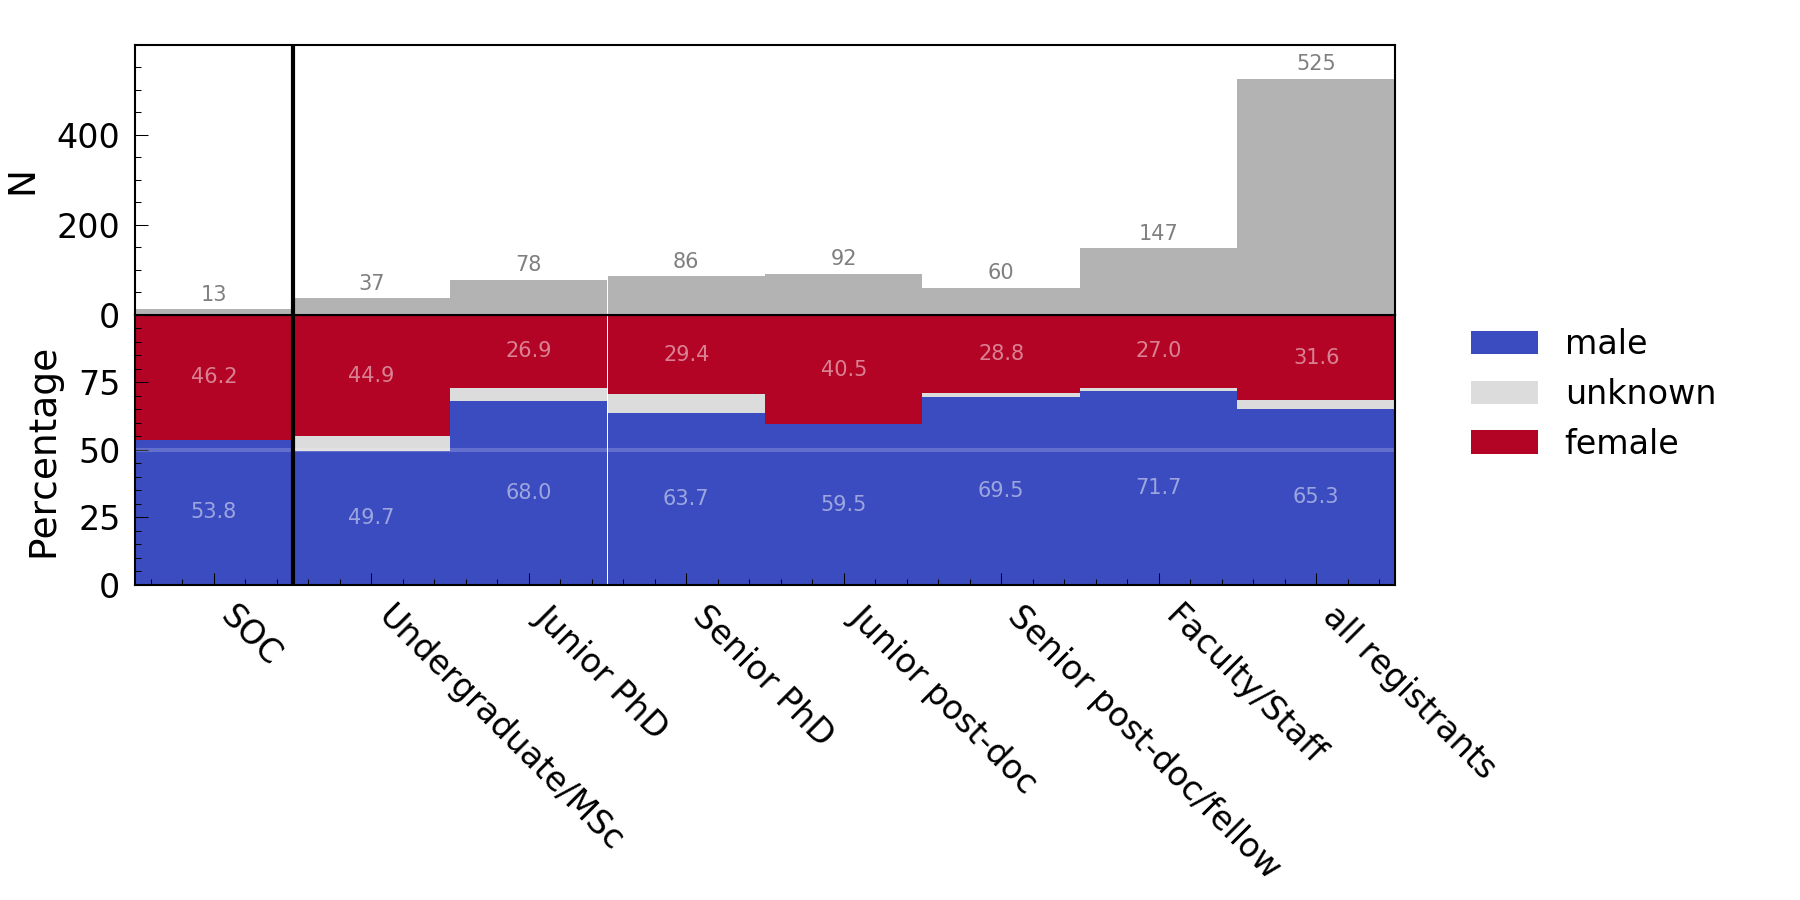 525
400
N
200
147
78
86
92
60
37
13
0
26.9
29.4
28.8
27.0
31.6
46.2
44.9
40.5
75
50
Percentage
53.8
49.7
68.0
63.7
59.5
69.5
71.7
65.3
25
0
male
unknown
female
SOC
Undergraduate/MSc
Junior PhD
Senior PhD
Junior post-doc
Senior post-doc/fellow
Faculty/Staff
all registrants